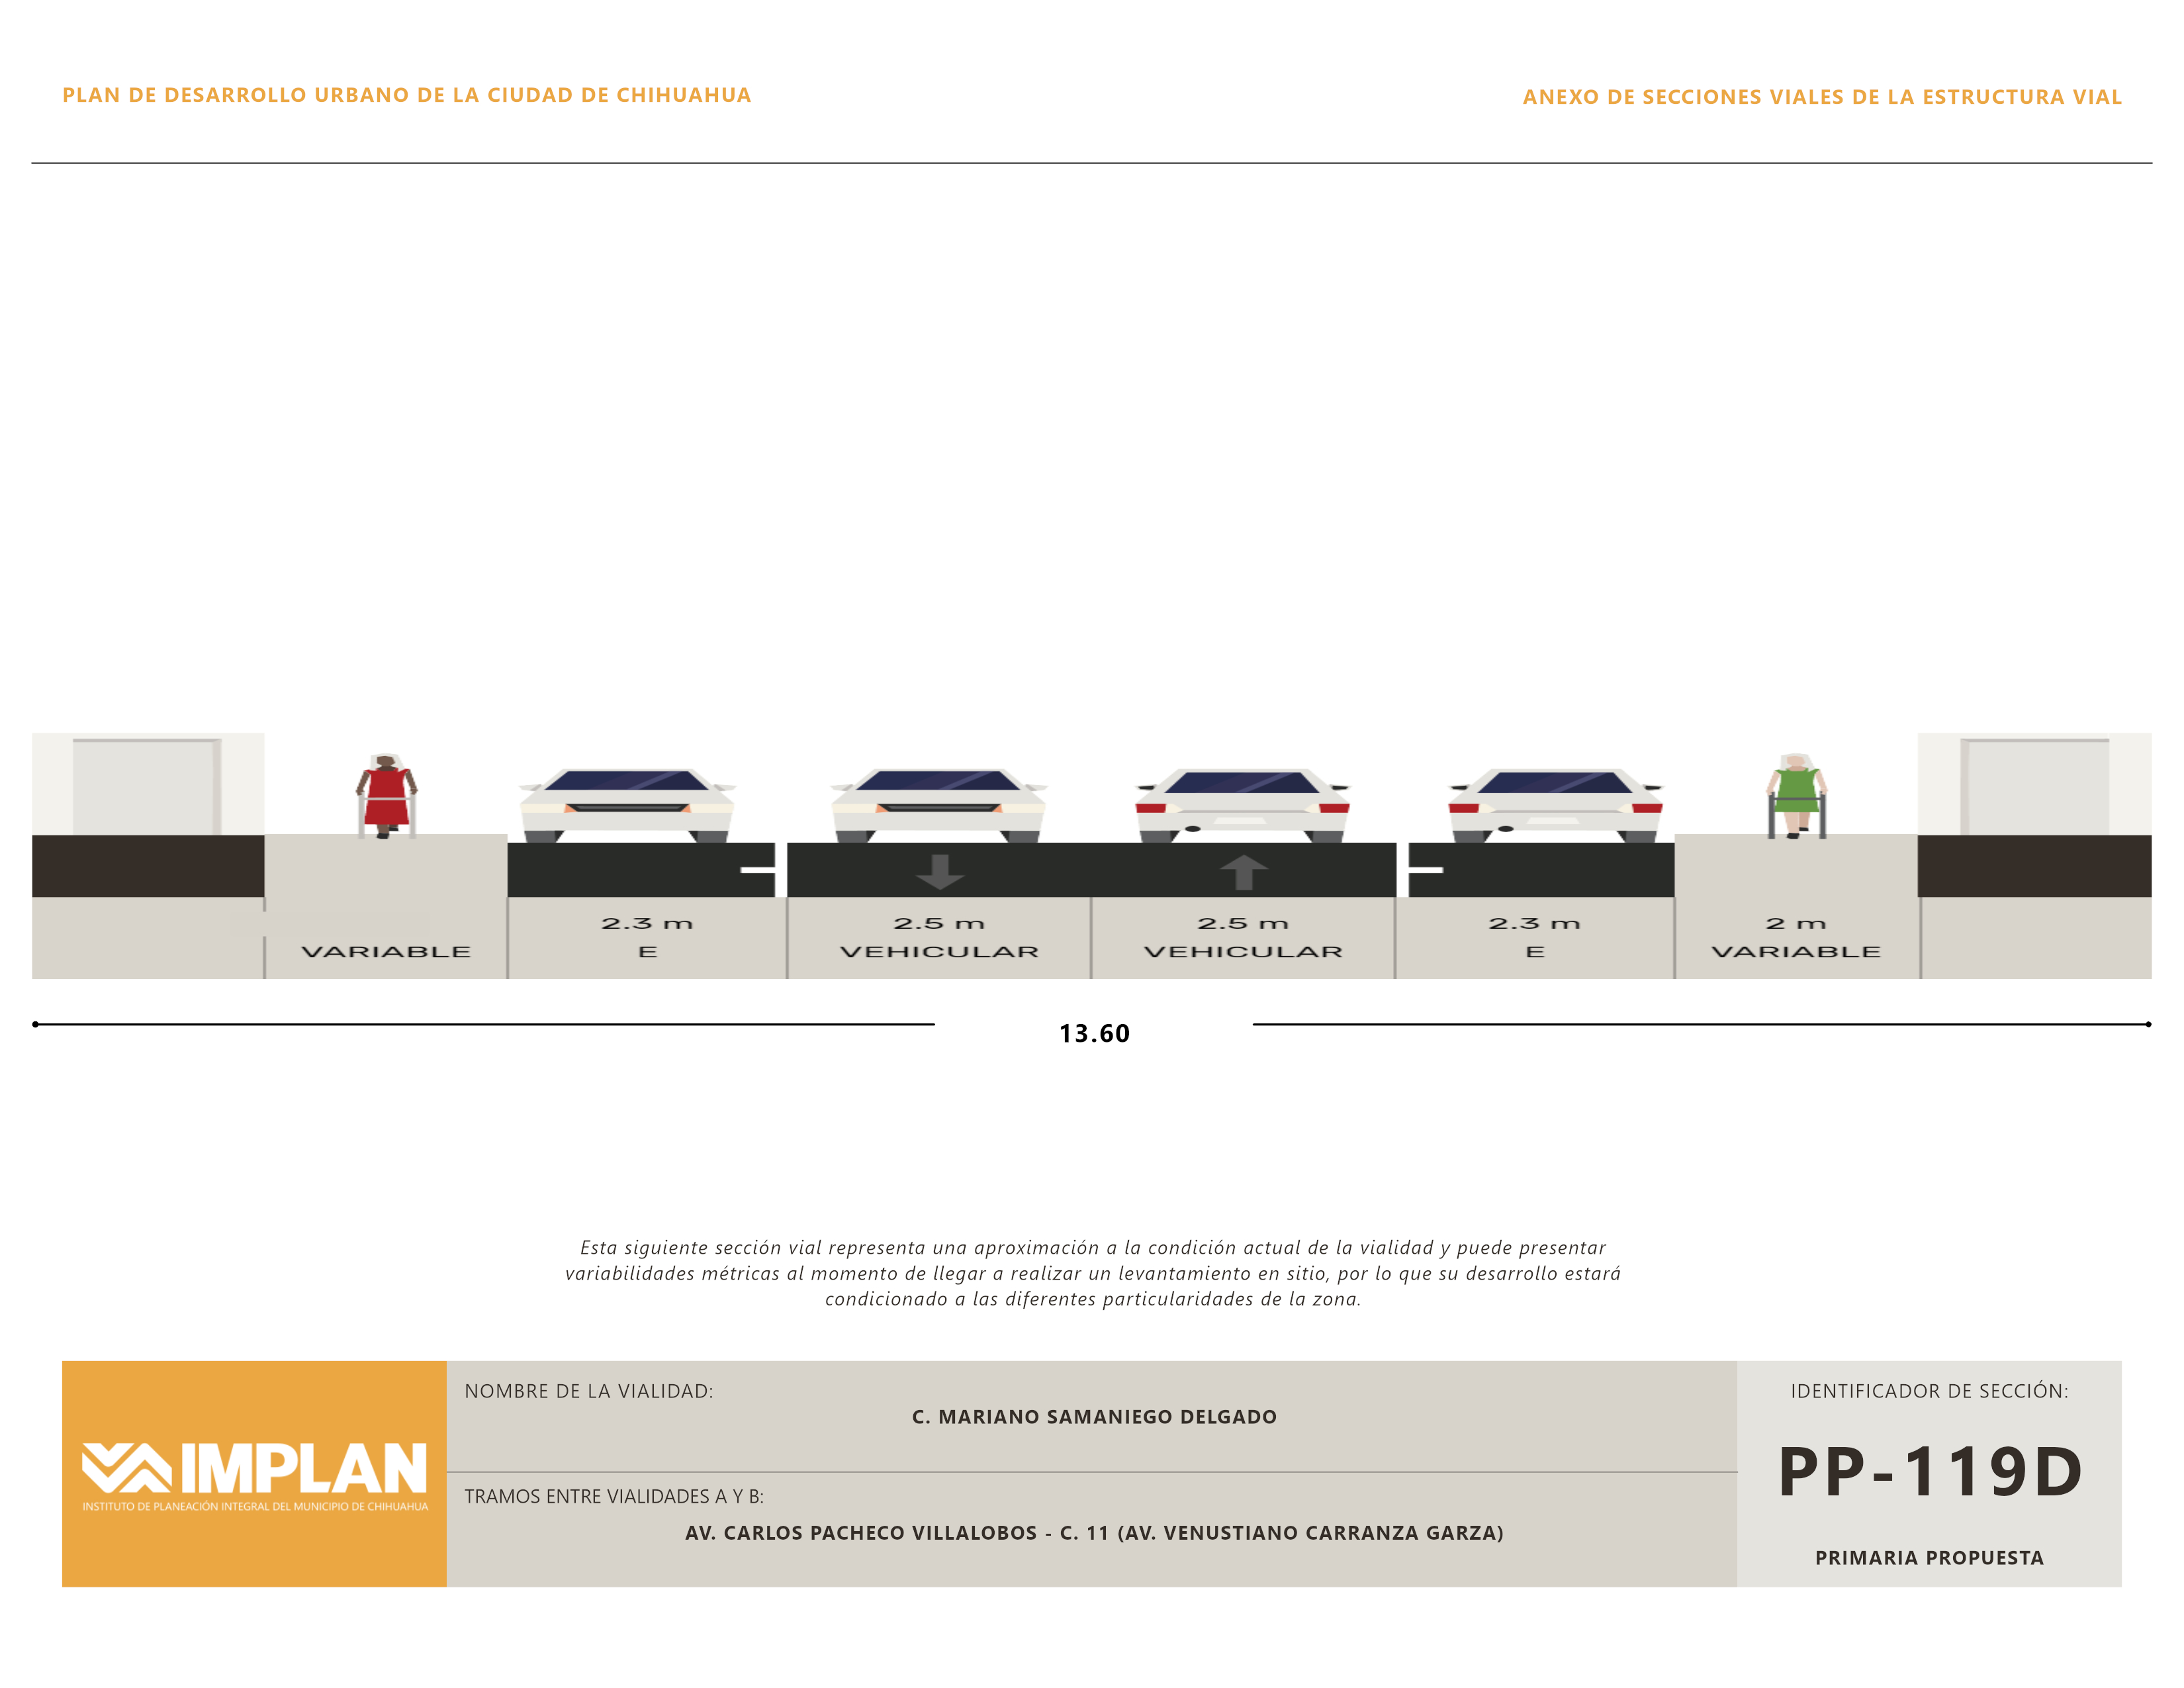 PLAN DE DESARROLLO URBANO DE LA CIUDAD DE CHIHUAHUA
ANEXO DE SECCIONES VIALES DE LA ESTRUCTURA VIAL
2.3 m
2.5 m
2.5 m
2.3 m
2 m
VARIABLE
E
VEHICULAR
VEHICULAR
E
VARIABLE
13.60
Esta siguiente sección vial representa una aproximación a la condición actual de la vialidad y puede presentar
variabilidades métricas al momento de llegar a realizar un levantamiento en sitio, por lo que su desarrollo estará
condicionado a las diferentes particularidades de la zona.
IMPLAN
INSTITUTO DE PLANEACIÓN INTEGRAL DEL MUNICIPIO DE CHIHUAHUA
NOMBRE DE LA VIALIDAD:
C. MARIANO SAMANIEGO DELGADO
TRAMOS ENTRE VIALIDADES A Y B:
AV. CARLOS PACHECO VILLALOBOS - C. 11 (AV. VENUSTIANO CARRANZA GARZA)
IDENTIFICADOR DE SECCIÓN:
PP-119D
PRIMARIA PROPUESTA